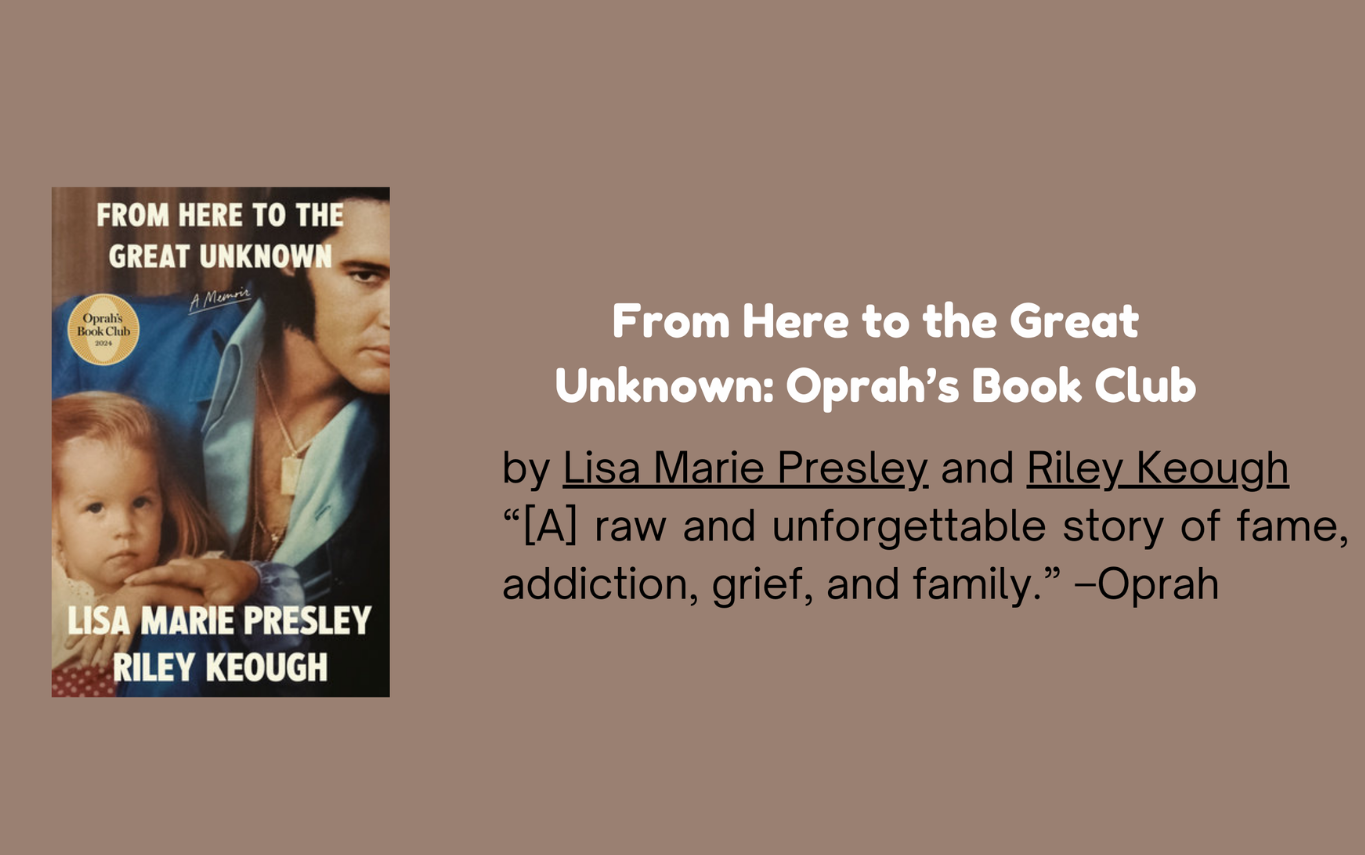 FROM HERE TO THE
GREAT UNKNOWN
A Memoir
Oprah's
Book Club
2024
LISA MARIE PRESLEY
RILEY KEOUGH
From Here to the Great
Unknown: Oprah’s Book Club
by Lisa Marie Presley and Riley Keough
“[A] raw and unforgettable story of fame,
addiction, grief, and family.” –Oprah